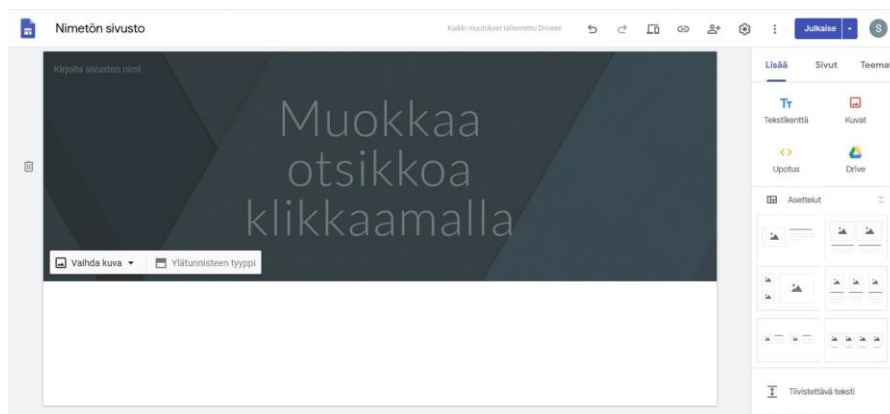 Nimetön sivusto
Kaikki muutokset tallennettu Driveen
Julkaise
S
Kirjoita sivuston nimi
Muokkaa
otsikkoa
klikkaamalla
Vaihda kuva
Ylätunnisteen tyyppi
Lisää Sivut Teemat
Tekstikenttä Kuvat
Upotus Drive
Asettelut
Tiivistettävä teksti